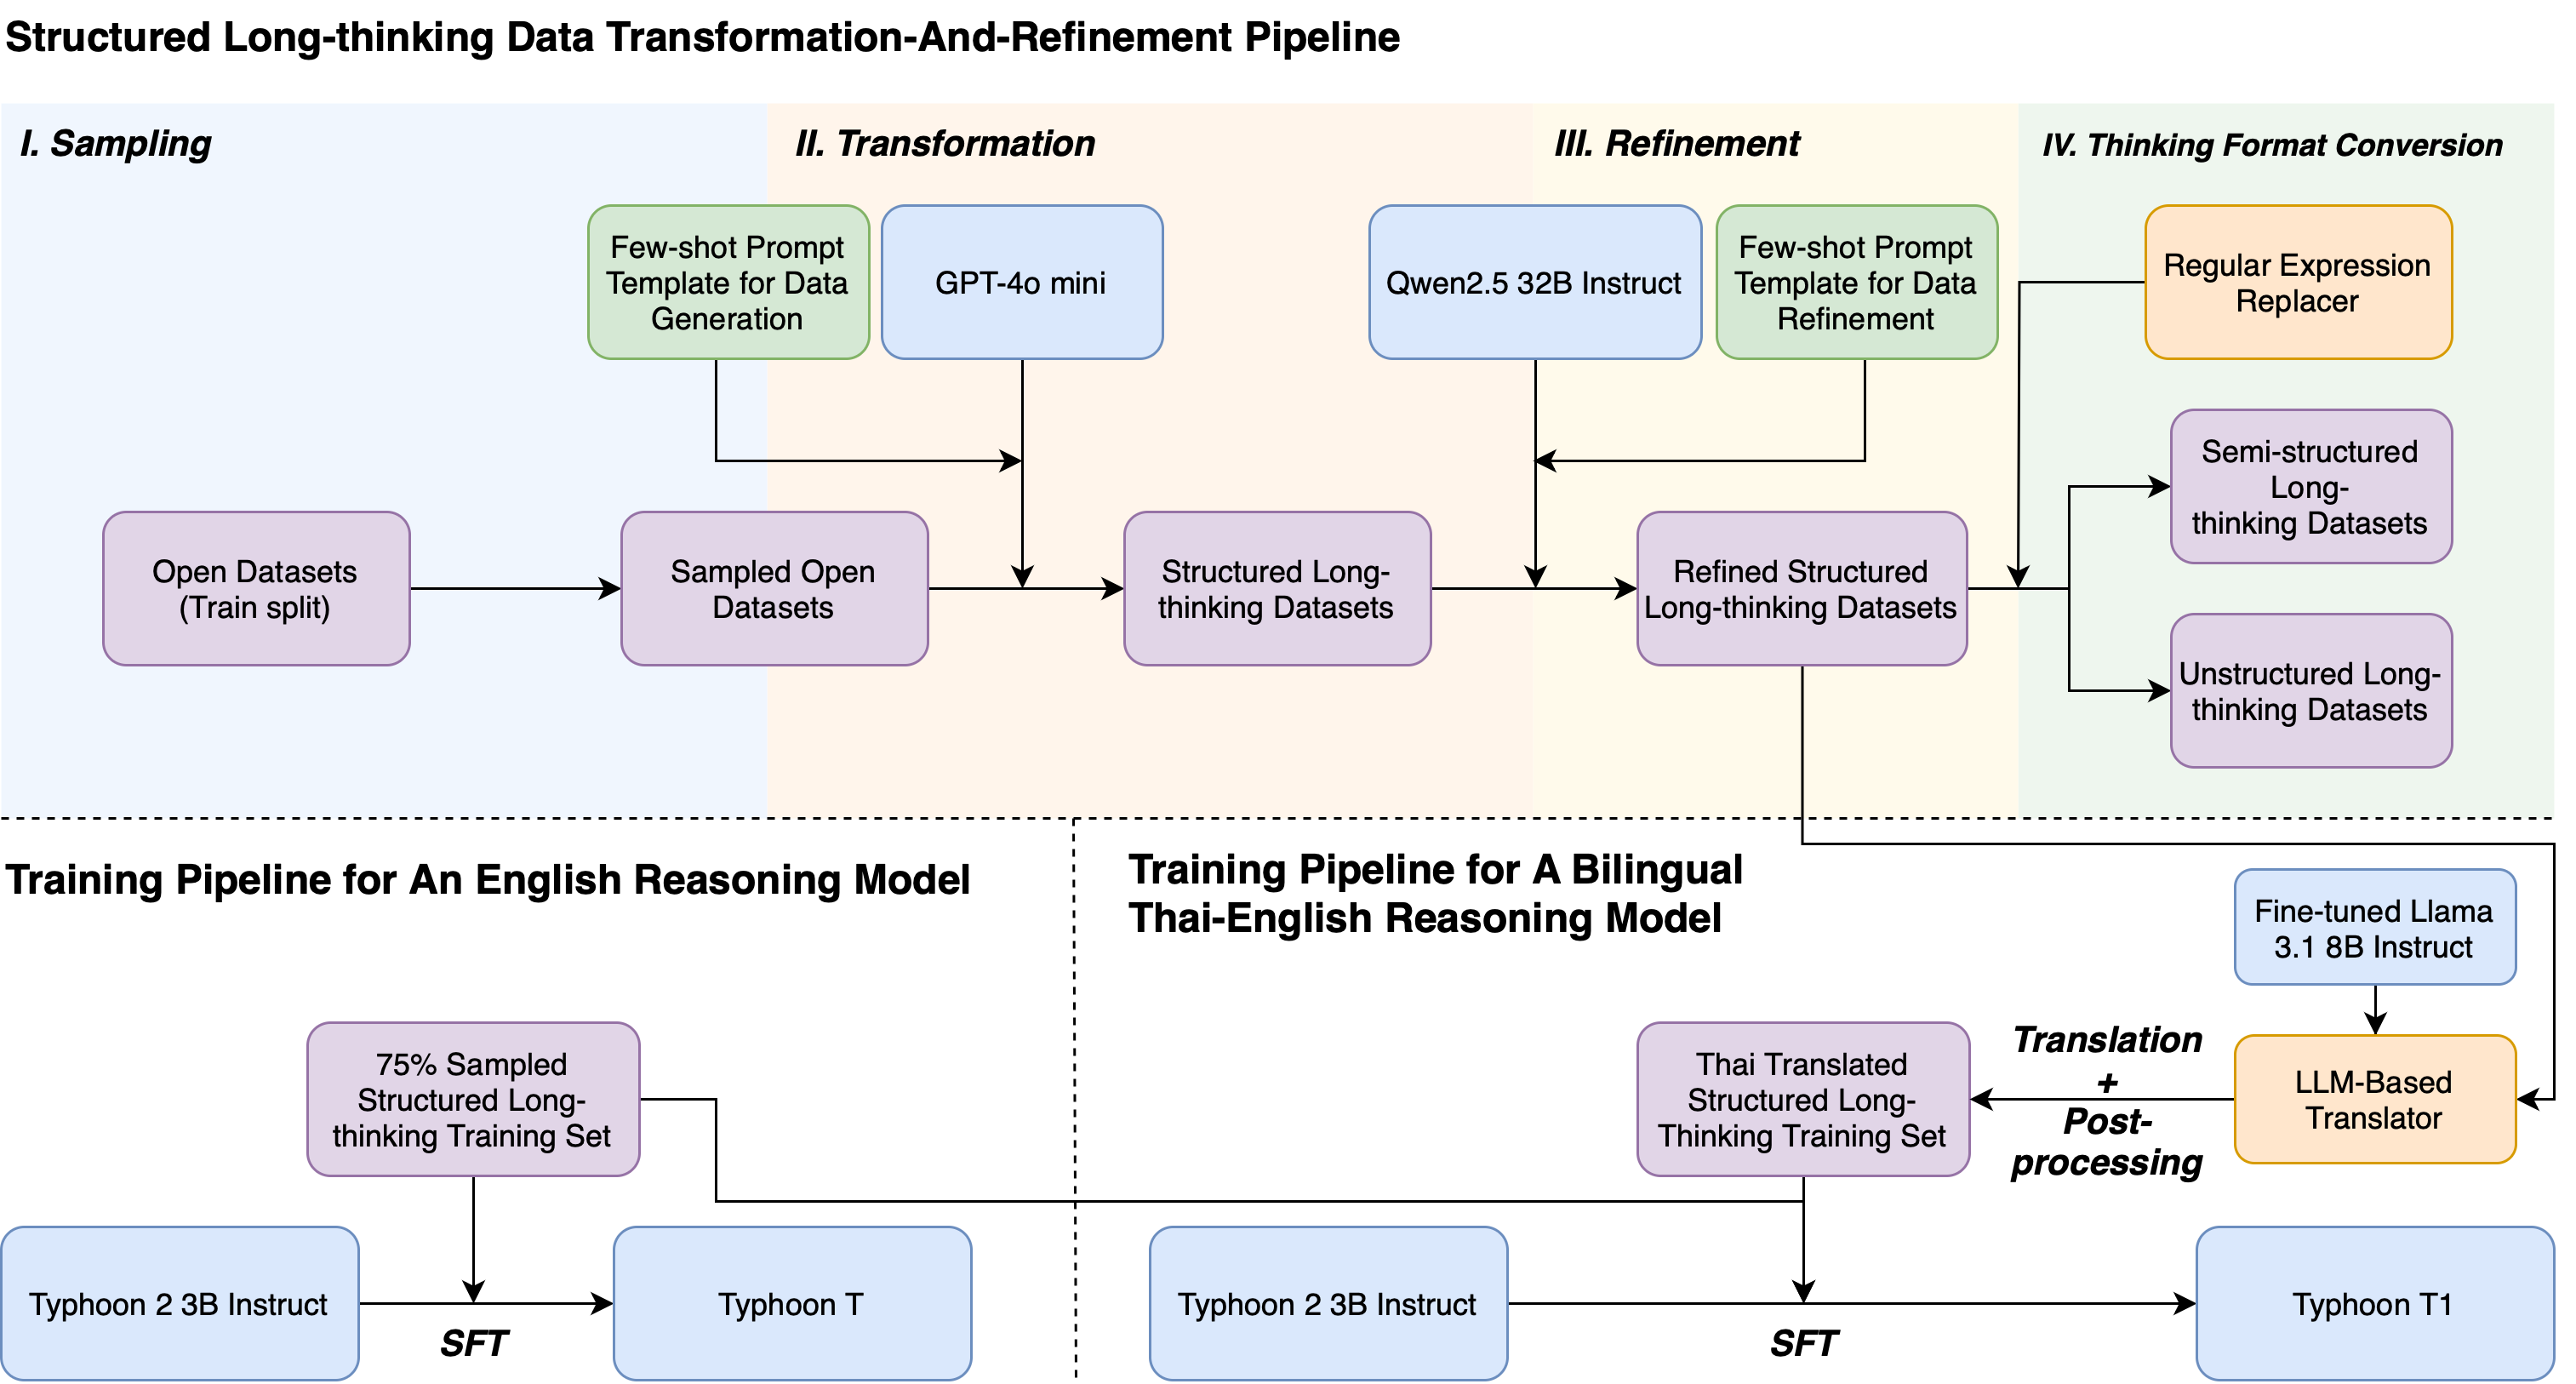 Structured Long-thinking Data Transformation-And-Refinement Pipeline
I. Sampling
II. Transformation
III. Refinement
IV. Thinking Format Conversion
Few-shot Prompt
Template for Data
Generation
GPT-4o mini
Qwen2.5 32B Instruct
Few-shot Prompt
Template for Data
Refinement
Regular Expression
Replacer
Open Datasets
(Train split)
Sampled Open
Datasets
Structured Long-
thinking Datasets
Refined Structured
Long-thinking Datasets
Semi-structured
Long-
thinking Datasets
Unstructured Long-
thinking Datasets
Training Pipeline for An English Reasoning Model
75% Sampled
Structured Long-
thinking Training Set
Typhoon 2 3B Instruct
SFT
Typhoon T
Training Pipeline for A Bilingual
Thai-English Reasoning Model
Fine-tuned Llama
3.1 8B Instruct
LLM-Based
Translator
Translation
+
Post-
processing
Thai Translated
Structured Long-
Thinking Training Set
Typhoon 2 3B Instruct
SFT
Typhoon T1